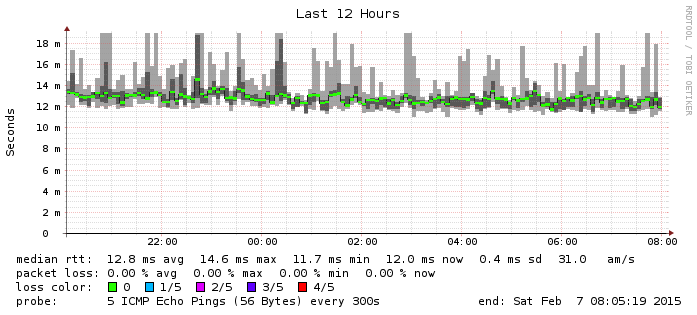 Last 12 Hours
RRDTOOL / TOBI OETIKER
Seconds
18 m
16 m
14 m
12 m
10 m
8 m
6 m
4 m
2 m
0
22:00 00:00 02:00 04:00 06:00 08:00
median rtt: 12.8 ms avg 14.6 ms max 11.7 ms min 12.0 ms now 0.4 ms sd 31.0 am/s
packet loss: 0.00 % avg 0.00 % max 0.00 % min 0.00 % now
loss color: 0 1/5 2/5 3/5 4/5
probe: 5 ICMP Echo Pings (56 Bytes) every 300s end: Sat Feb 7 08:05:19 2015